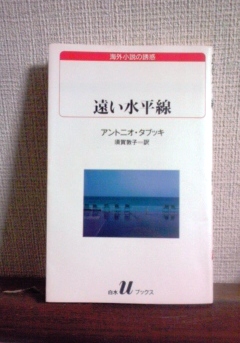 海外小説の誘惑
遠い水平線
アントニオ・タブッキ
須賀敦子=訳
白水 u ブックス